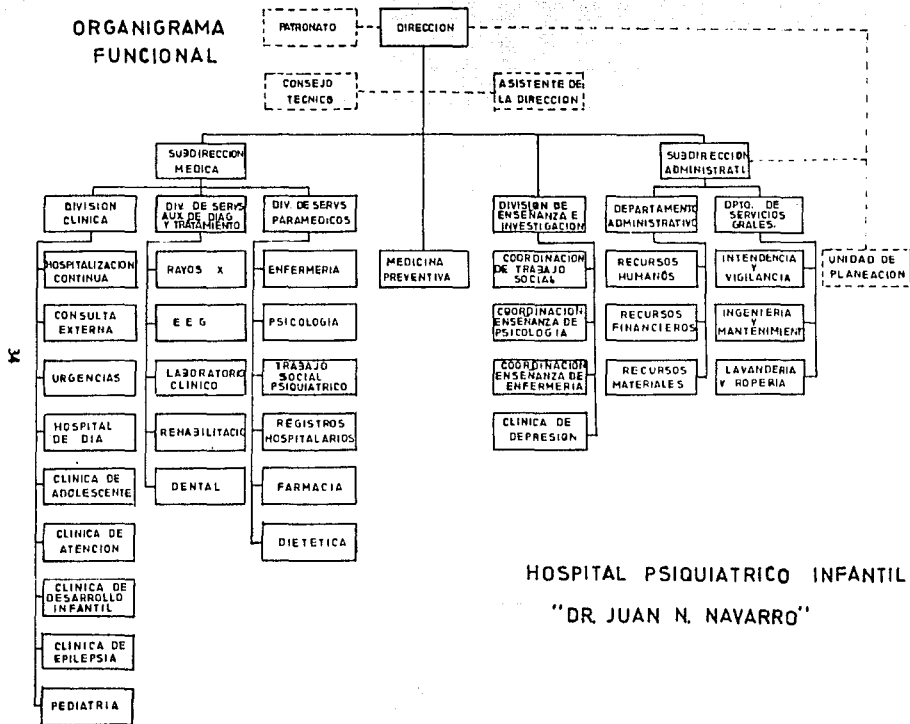 ORGANIGRAMA
FUNCIONAL
PATRONATO
DIRECCION
CONSEJO
TECNICO
ASISTENTE DE
LA DIRECCION
SUBDIRECCION
MEDICA
SUBDIRECCION
ADMINISTRATI
DIVISION
CLINICA
DIV. DE SERVS
AUX DE DIAG
Y TRATAMIENTO
DIV. DE SERVS
PARAMEDICOS
DIVISION DE
ENSEÑANZA E
INVESTIGACION
DEPARTAMENTO
ADMINISTRATIVO
DPTO. DE
SERVICIOS
GRALES.
HOSPITALIZACION
CONTINUA
RAYOS X
ENFERMERIA
MEDICINA
PREVENTIVA
COORDINACION
DE TRABAJO
SOCIAL
RECURSOS
HUMANOS
INTENDENCIA
Y
VIGILANCIA
UNIDAD DE
PLANEACION
CONSULTA
EXTERNA
E E G
PSICOLOGIA
COORDINACION
ENSEÑANZA DE
PSICOLOGIA
RECURSOS
FINANCIEROS
INGENIERIA
Y
MANTENIMIENT
34
URGENCIAS
LABORATORIO
CLINICO
TRABAJO
SOCIAL
PSIQUIATRICO
COORDINACION
ENSEÑANZA DE
ENFERMERIA
RECURSOS
MATERIALES
LAVANDERIA
Y ROPERIA
HOSPITAL
DE DIA
REHABILITACIO
REGISTROS
HOSPITALARIOS
CLINICA DE
DEPRESION
CLINICA DE
ADOLESCENTE
DENTAL
FARMACIA
CLINICA DE
ATENCION
DIETETICA
CLINICA DE
DESARROLLO
INFANTIL
CLINICA DE
EPILEPSIA
PEDIATRIA
HOSPITAL PSIQUIATRICO INFANTIL
"DR. JUAN N. NAVARRO"